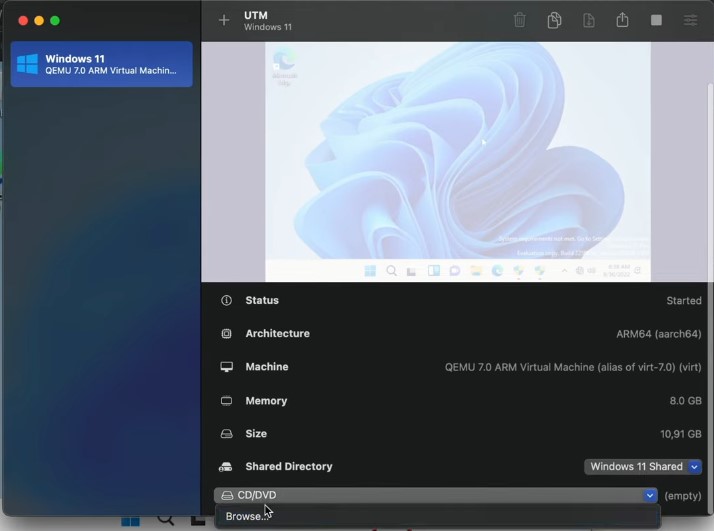 UTM
Windows 11
Windows 11
QEMU 7.0 ARM Virtual Machin...
Microsoft
Edge
Status
Started
Architecture
ARM64 (aarch64)
Machine
QEMU 7.0 ARM Virtual Machine (alias of virt-7.0) (virt)
Memory
8.0 GB
Size
10,91 GB
Shared Directory
Windows 11 Shared
CD/DVD
(empty)
Browse...